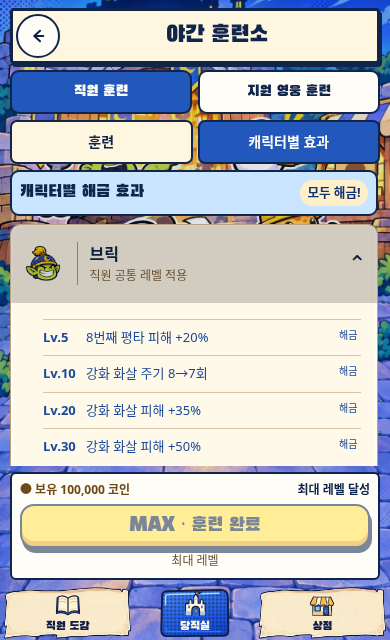 야간 훈련소
직원 훈련
지원 영웅 훈련
훈련
캐릭터별 효과
캐릭터별 해금 효과
모두 해금!
브릭
직원 공통 레벨 적용
Lv.5 8번째 평타 피해 +20% 해금
Lv.10 강화 화살 주기 8→7회 해금
Lv.20 강화 화살 피해 +35% 해금
Lv.30 강화 화살 피해 +50% 해금
보유 100,000 코인
최대 레벨 달성
MAX · 훈련 완료
최대 레벨
직원 도감
당직실
상점